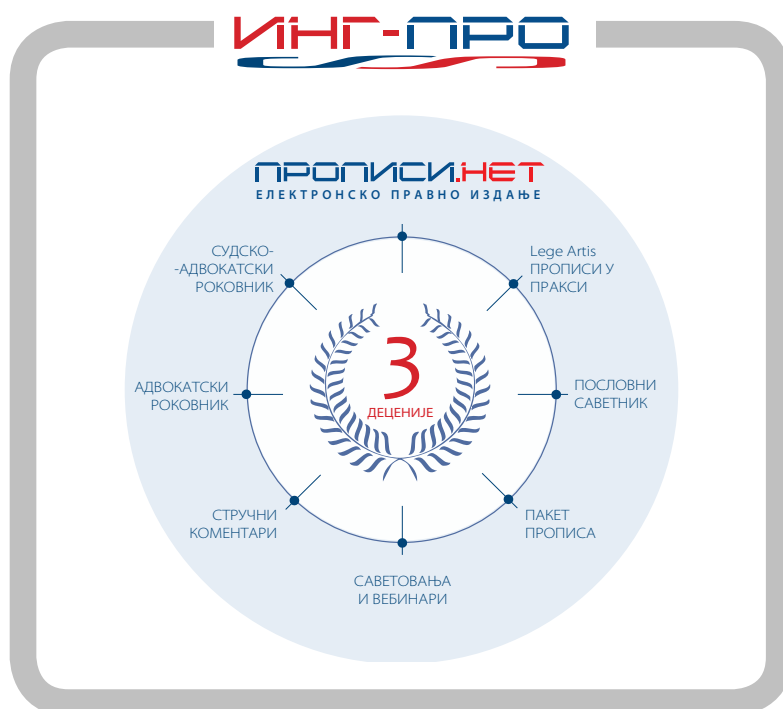 ИНГ-ПРО
ПРОПИСИ.НЕТ
ЕЛЕКТРОНСКО ПРАВНО ИЗДАЊЕ
СУДСКО-
-АДВОКАТСКИ
РОКОВНИК
Lege Artis
ПРОПИСИ У
ПРАКСИ
3
ДЕЦЕНИЈЕ
АДВОКАТСКИ
РОКОВНИК
ПОСЛОВНИ
САВЕТНИК
СТРУЧНИ
КОМЕНТАРИ
ПАКЕТ
ПРОПИСА
САВЕТОВАЊА
И ВЕБИНАРИ